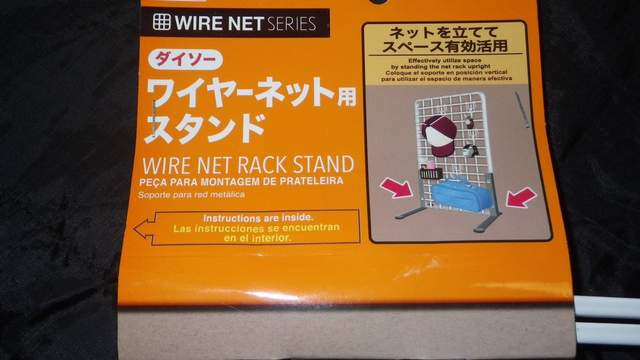 WIRE NET SERIES
ダイソー
ワイヤーネット用
スタンド
WIRE NET RACK STAND
PEÇA PARA MONTAGEM DE PRATELEIRA
Soporte para red metálica
Instructions are inside.
Las instrucciones se encuentran
en el interior.
ネットを立てて
スペース有効活用
Effectively utilize space
by standing the net rack upright
Coloque el soporte en posición vertical
para utilizar el espacio de manera efectiva